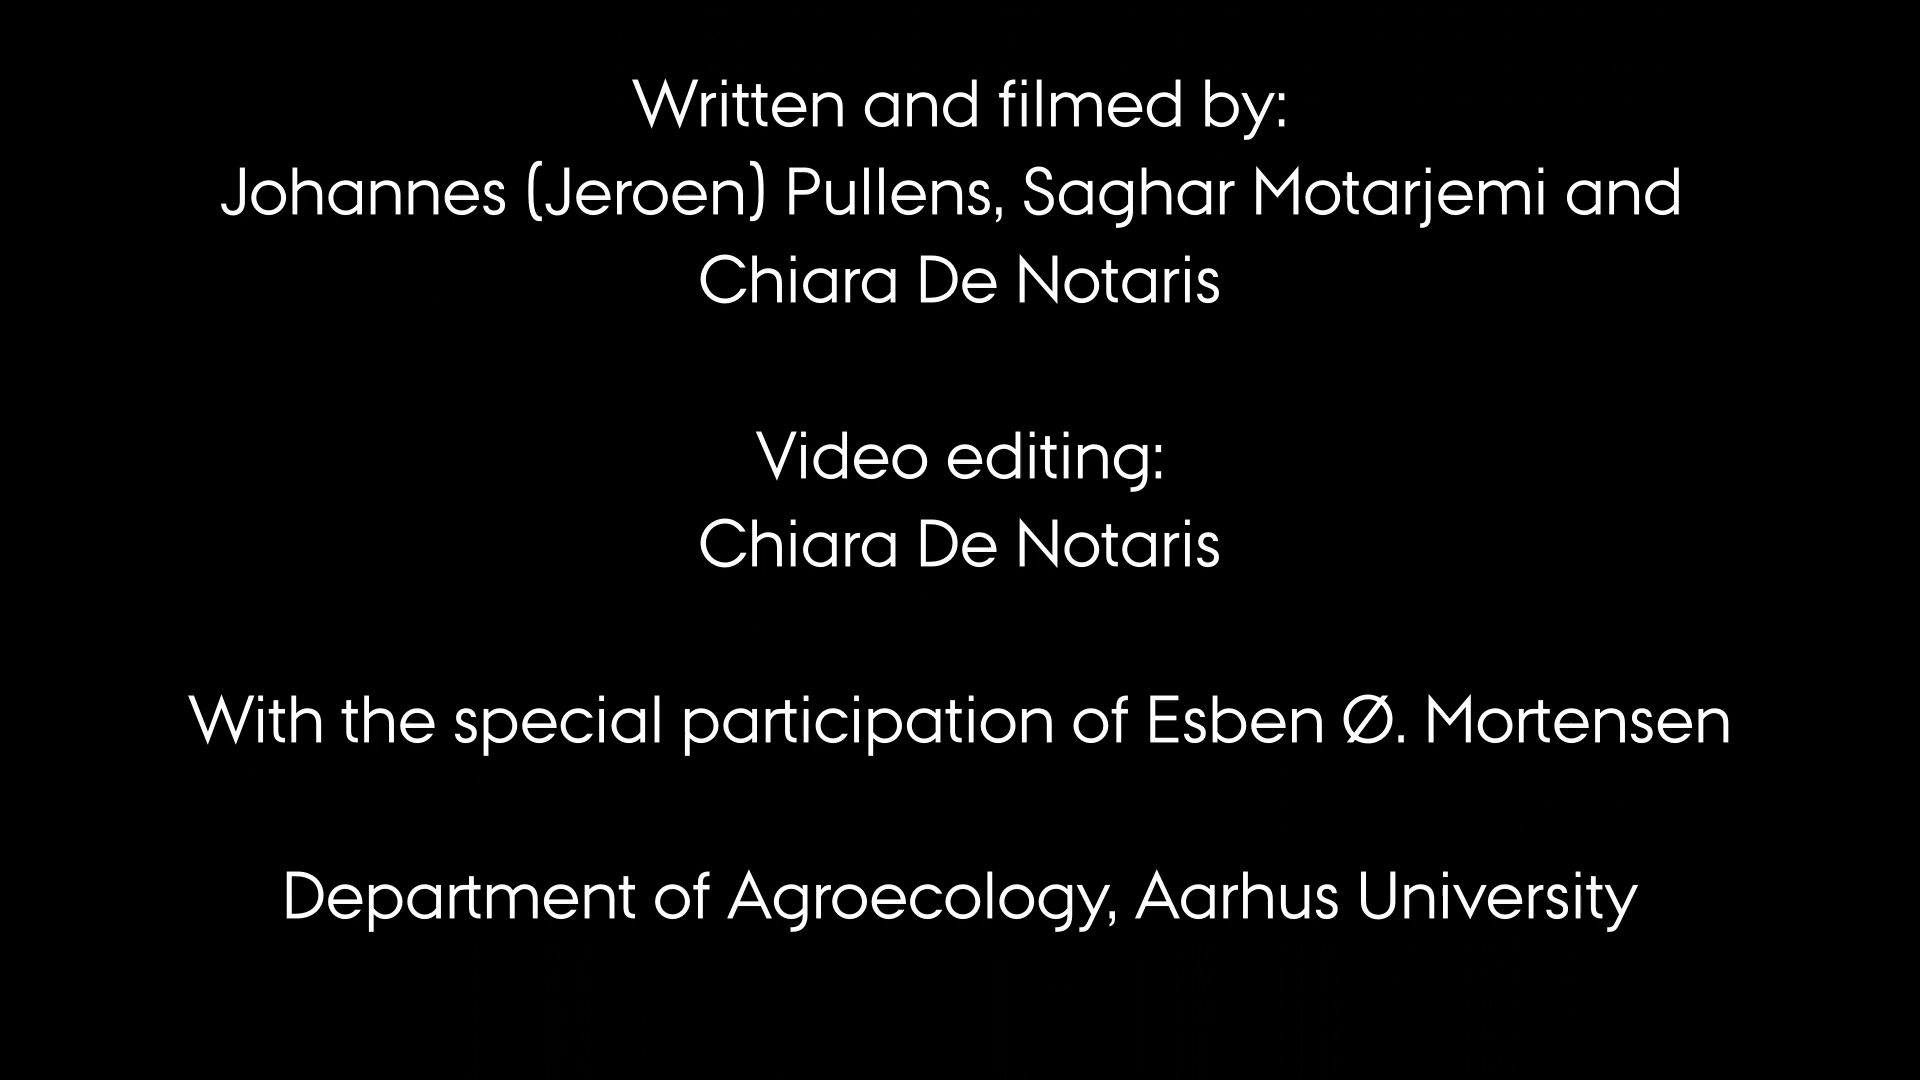 Written and filmed by:
Johannes (Jeroen) Pullens, Saghar Motarjemi and
Chiara De Notaris
Video editing:
Chiara De Notaris
With the special participation of Esben Ø. Mortensen
Department of Agroecology, Aarhus University